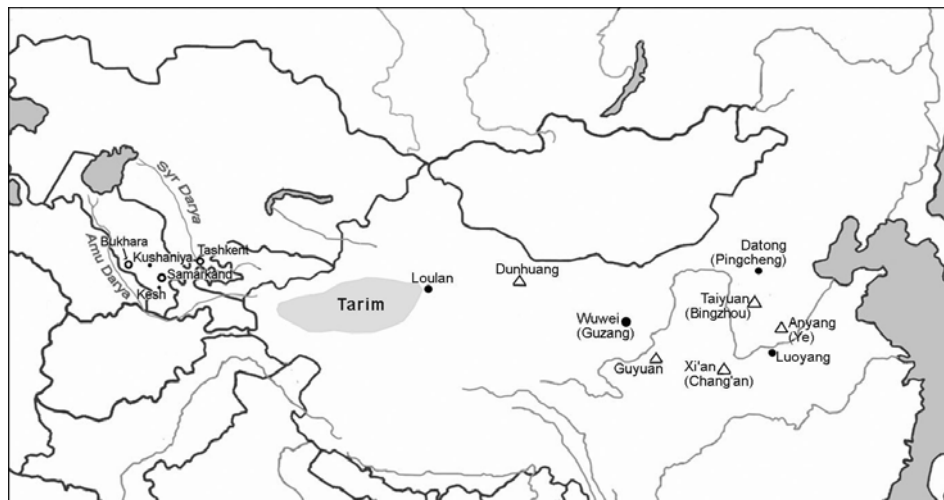 Syr Darya
Amu Darya
Bukhara
Kushaniya
Tashkent
Samarkand
Kesh
Tarim
Loulan
Dunhuang
Wuwei
(Guzang)
Guyuan
Xi'an
(Chang'an)
Datong
(Pingcheng)
Taiyuan
(Bingzhou)
Anyang
(Ye)
Luoyang